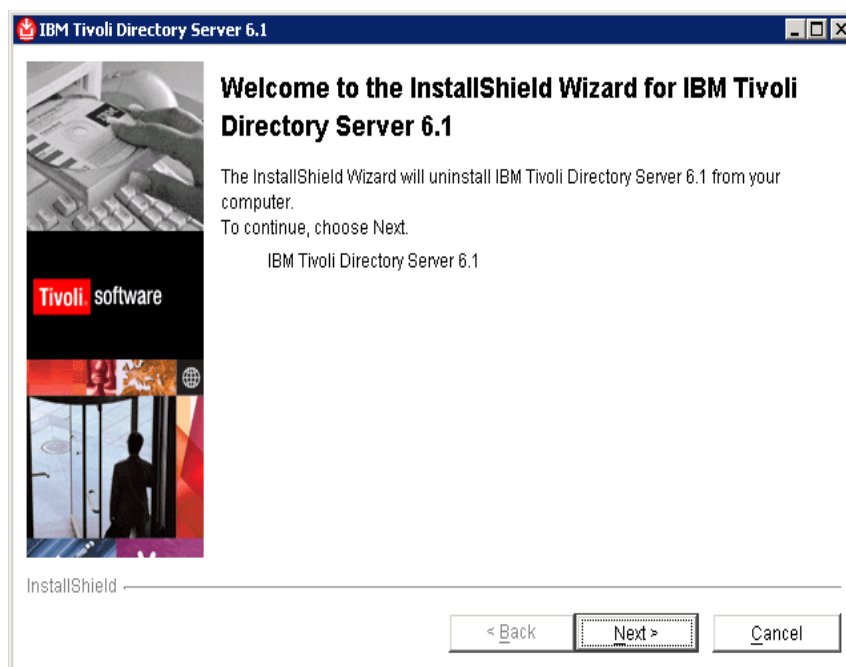 IBM Tivoli Directory Server 6.1
Welcome to the InstallShield Wizard for IBM Tivoli
Directory Server 6.1
The InstallShield Wizard will uninstall IBM Tivoli Directory Server 6.1 from your
computer.
To continue, choose Next.
IBM Tivoli Directory Server 6.1
Tivoli. software
InstallShield
< Back
Next >
Cancel